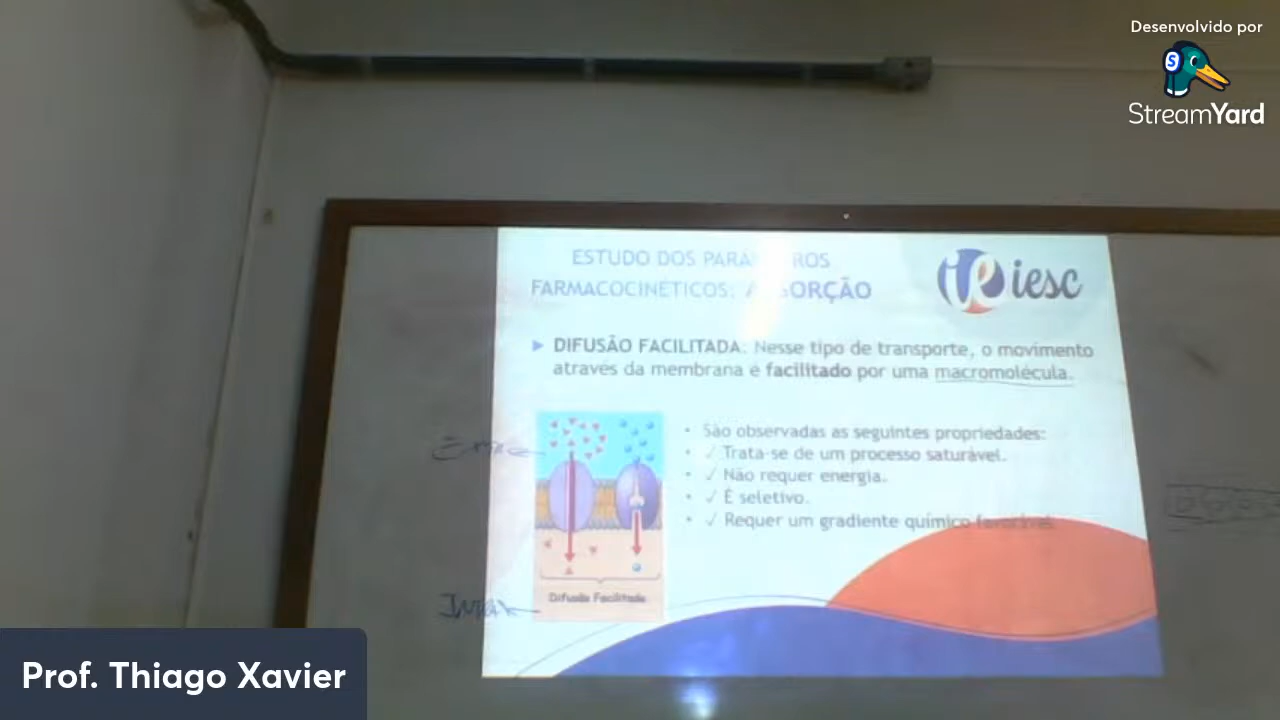 Desenvolvido por
StreamYard
ESTUDO DOS
FARMACOCINÉTICOS:
iesc
DIFUSÃO FACILITADA: Nesse tipo de transporte, o movimento
através da membrana é facilitado por uma macromolécula.
• São observadas as seguintes propriedades:
• ✓ Trata-se de um processo saturável.
• ✓ Não requer energia.
• ✓ É seletivo.
• ✓ Requer um gradiente químico favorável
Difusão Facilitada
Prof. Thiago Xavier